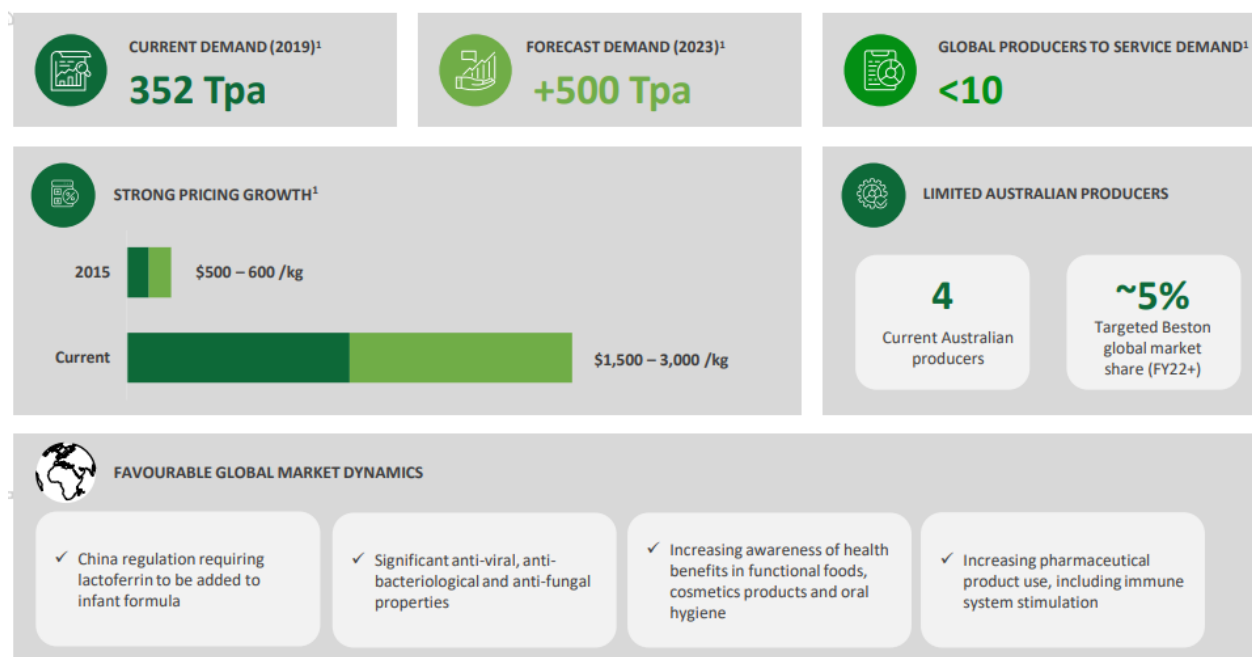 CURRENT DEMAND (2019)¹
352 Tpa
FORECAST DEMAND (2023)¹
+500 Tpa
GLOBAL PRODUCERS TO SERVICE DEMAND¹
<10
STRONG PRICING GROWTH¹
2015
$500 – 600 /kg
Current
$1,500 – 3,000 /kg
LIMITED AUSTRALIAN PRODUCERS
4
Current Australian
producers
~5%
Targeted Beston
global market
share (FY22+)
FAVOURABLE GLOBAL MARKET DYNAMICS
✓ China regulation requiring
lactoferrin to be added to
infant formula
✓ Significant anti-viral, anti-
bacteriological and anti-fungal
properties
✓ Increasing awareness of health
benefits in functional foods,
cosmetics products and oral
hygiene
✓ Increasing pharmaceutical
product use, including immune
system stimulation